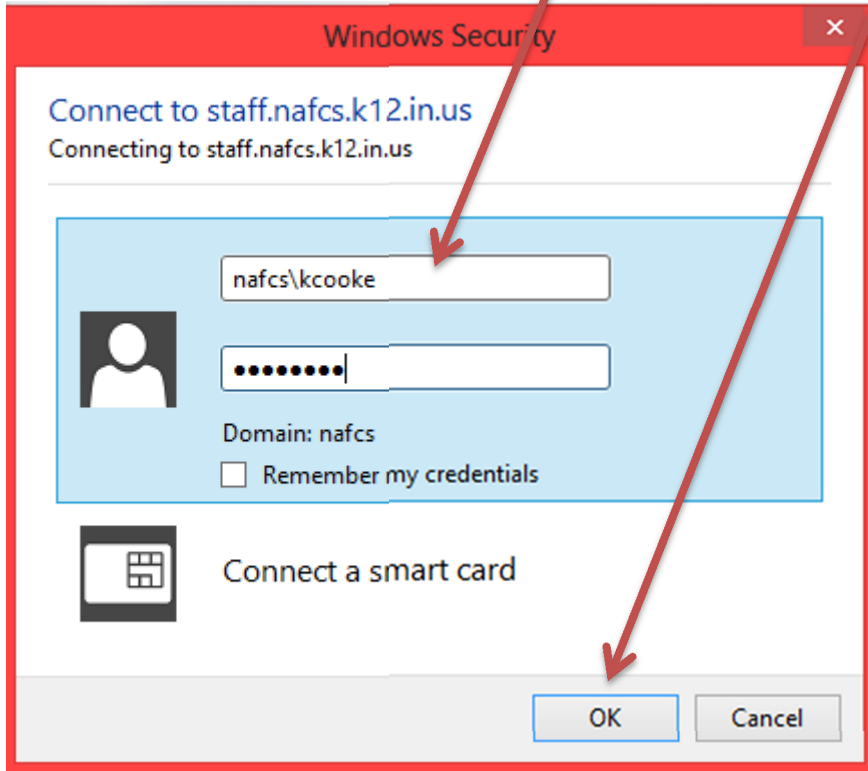 Windows Security
Connect to staff.nafcs.k12.in.us
Connecting to staff.nafcs.k12.in.us
nafcs\kcooke
●●●●●●●●
Domain: nafcs
Remember my credentials
Connect a smart card
OK
Cancel